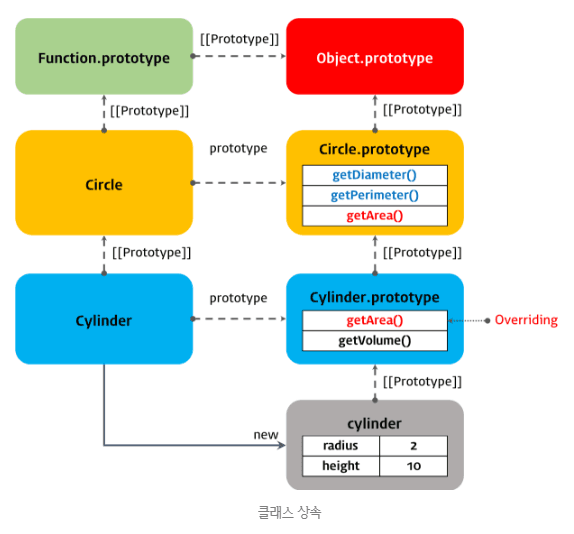 [[Prototype]]
Function.prototype
Object.prototype
[[Prototype]]
[[Prototype]]
prototype
Circle.prototype
getDiameter()
Circle
getPerimeter()
getArea()
[[Prototype]]
[[Prototype]]
prototype
Cylinder.prototype
Cylinder
getArea()
Overriding
getVolume()
[[Prototype]]
cylinder
new
radius 2
height 10
클래스 상속